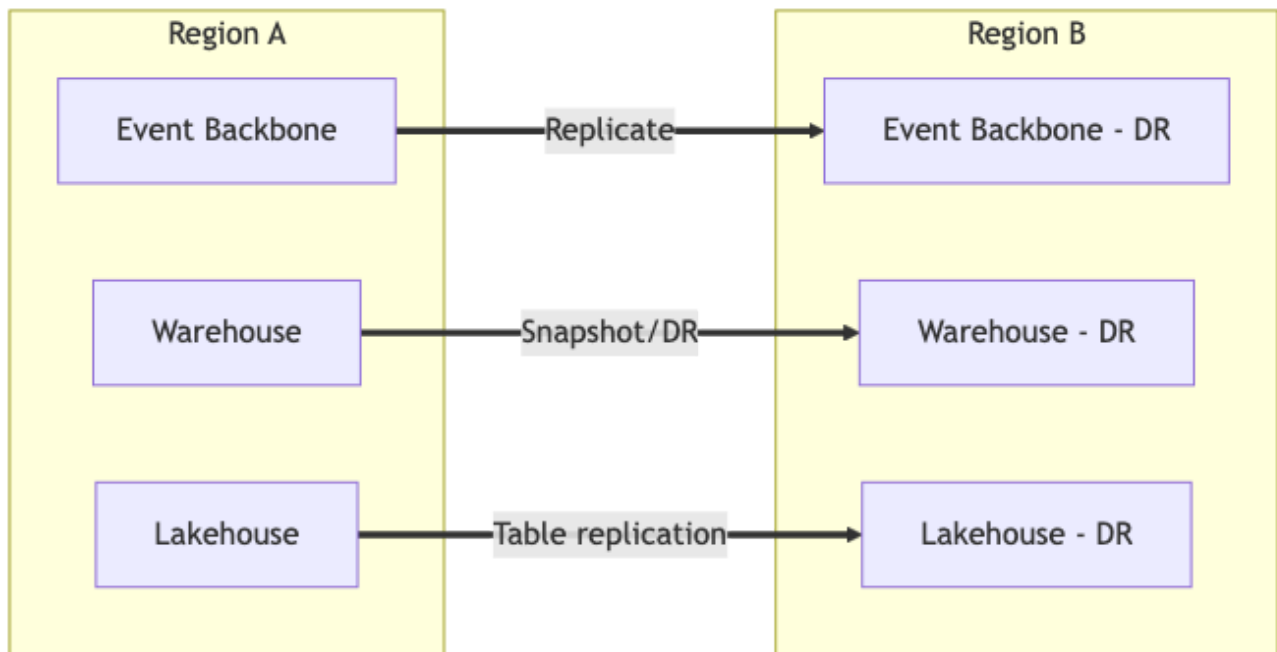 Region A
Region B
Event Backbone
Replicate
Event Backbone - DR
Warehouse
Snapshot/DR
Warehouse - DR
Lakehouse
Table replication
Lakehouse - DR